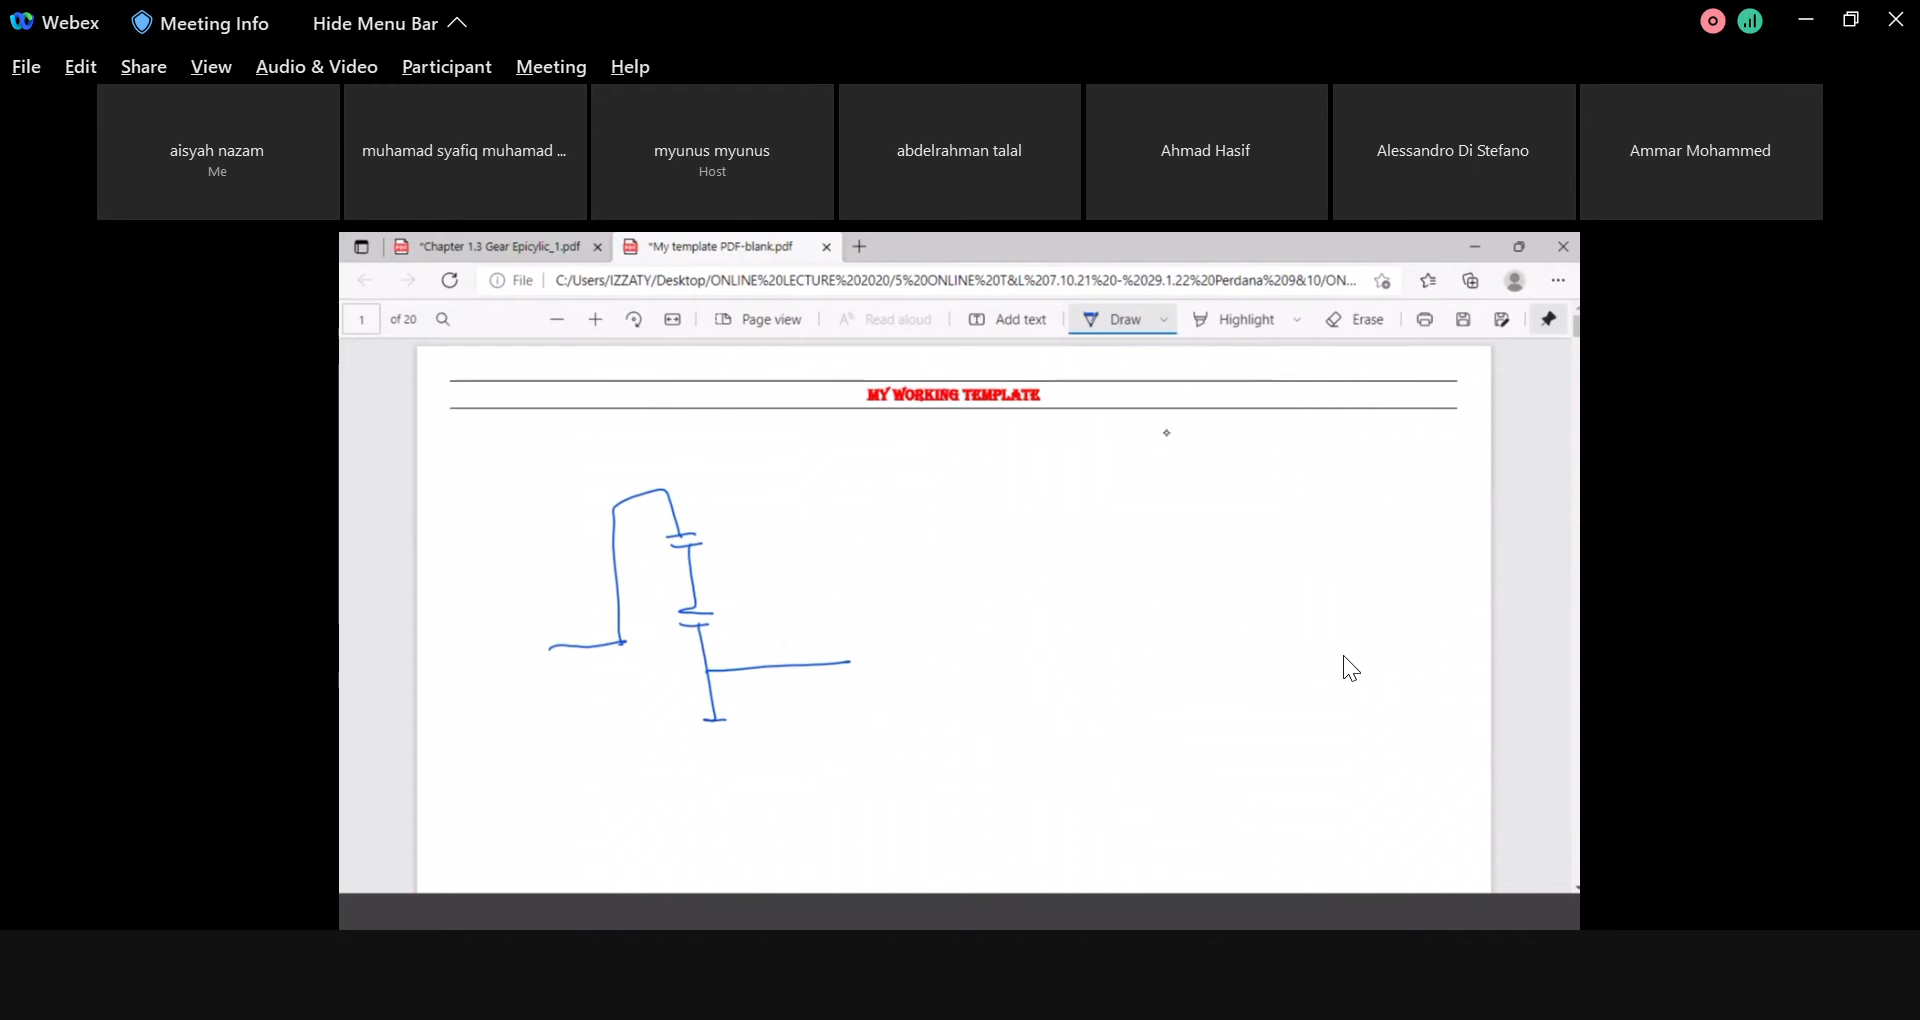 Webex Meeting Info Hide Menu Bar
File Edit Share View Audio & Video Participant Meeting Help
aisyah nazam
Me
muhamad syafiq muhamad ...
myunus myunus
Host
abdelrahman talal
Ahmad Hasif
Alessandro Di Stefano
Ammar Mohammed
*Chapter 1.3 Gear Epicylic_1.pdf
*My template PDF-blank.pdf
File C:/Users/IZZATY/Desktop/ONLINE%20LECTURE%202020/5%20ONLINE%20T&L%207.10.21%20-%2029.1.22%20Perdana%209&10/ON...
1 of 20 Page view Read aloud Add text Draw Highlight Erase
MY WORKING TEMPLATE